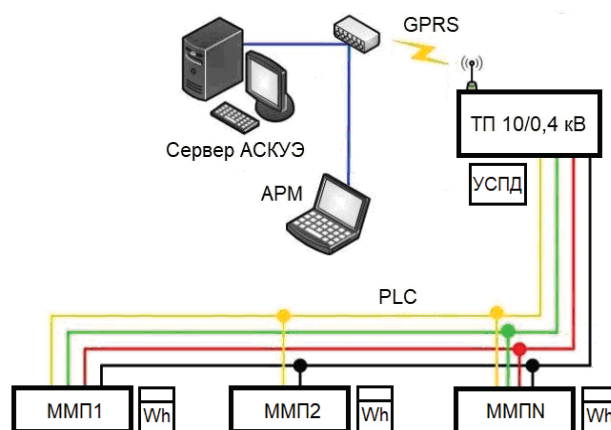 GPRS
ТП 10/0,4 кВ
Сервер АСКУЭ
УСПД
АРМ
PLC
ММП1
Wh
ММП2
Wh
ММПN
Wh